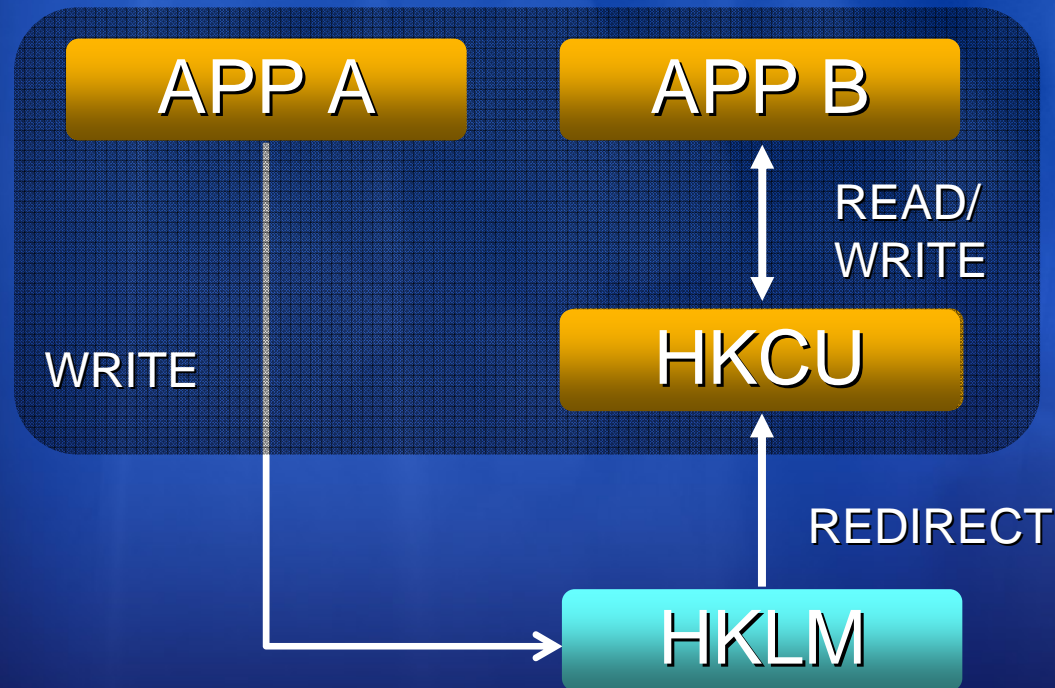 APP A
APP B
READ/
WRITE
WRITE
HKCU
REDIRECT
HKLM